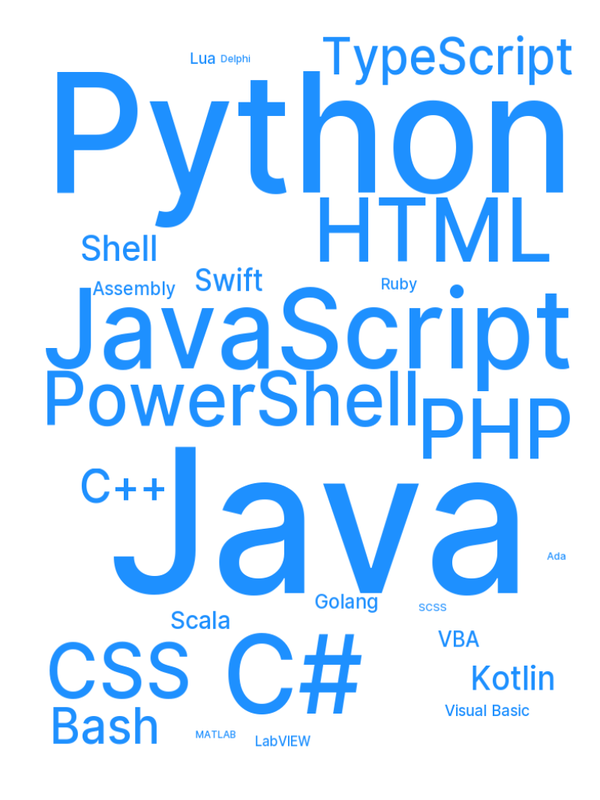 TypeScript
Lua Delphi
Python
HTML
Shell
Swift
Assembly
Ruby
JavaScript
PowerShell
PHP
C++
Java
Ada
Golang
SCSS
Scala
VBA
CSS
C#
Kotlin
Bash
Visual Basic
MATLAB
LabVIEW